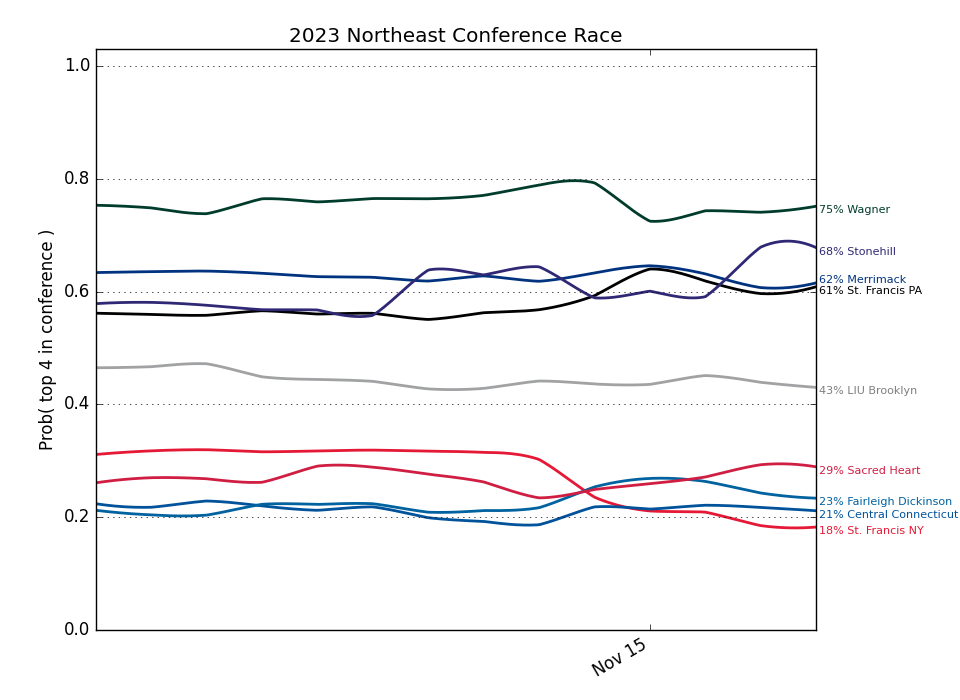 2023 Northeast Conference Race
Prob( top 4 in conference )
1.0
0.8
0.6
0.4
0.2
0.0
Nov 15
75% Wagner
68% Stonehill
62% Merrimack
61% St. Francis PA
43% LIU Brooklyn
29% Sacred Heart
23% Fairleigh Dickinson
21% Central Connecticut
18% St. Francis NY